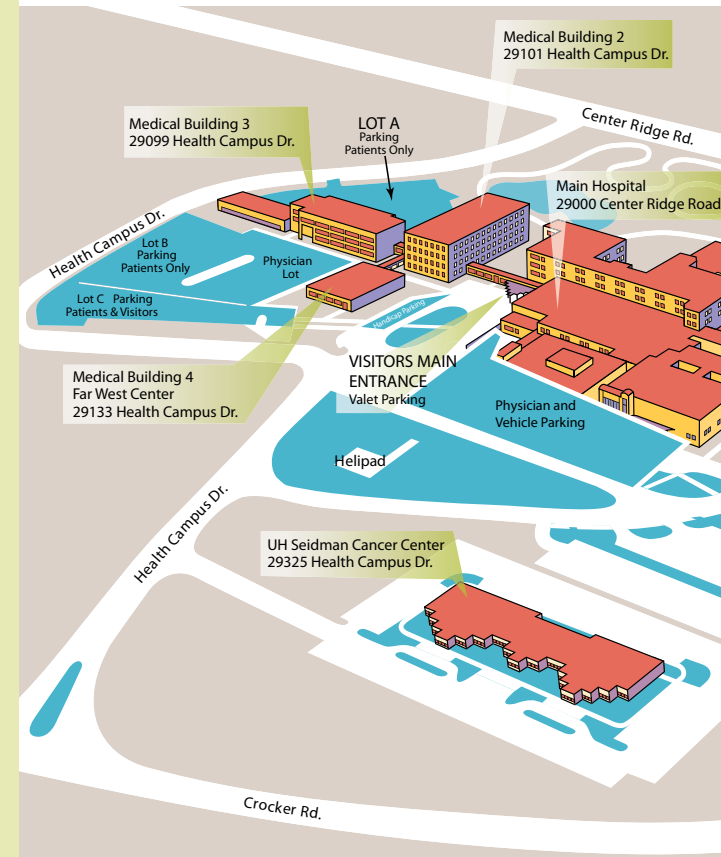 Medical Building 2
29101 Health Campus Dr.
Center Ridge Rd.
Medical Building 3
29099 Health Campus Dr.
LOT A
Parking
Patients Only
Main Hospital
29000 Center Ridge Road
Health Campus Dr.
Lot B
Parking
Patients Only
Physician
Lot
Lot C Parking
Patients & Visitors
Handicap Parking
VISITORS MAIN
ENTRANCE
Valet Parking
Medical Building 4
Far West Center
29133 Health Campus Dr.
Physician and
Vehicle Parking
Helipad
Health Campus Dr.
UH Seidman Cancer Center
29325 Health Campus Dr.
Crocker Rd.